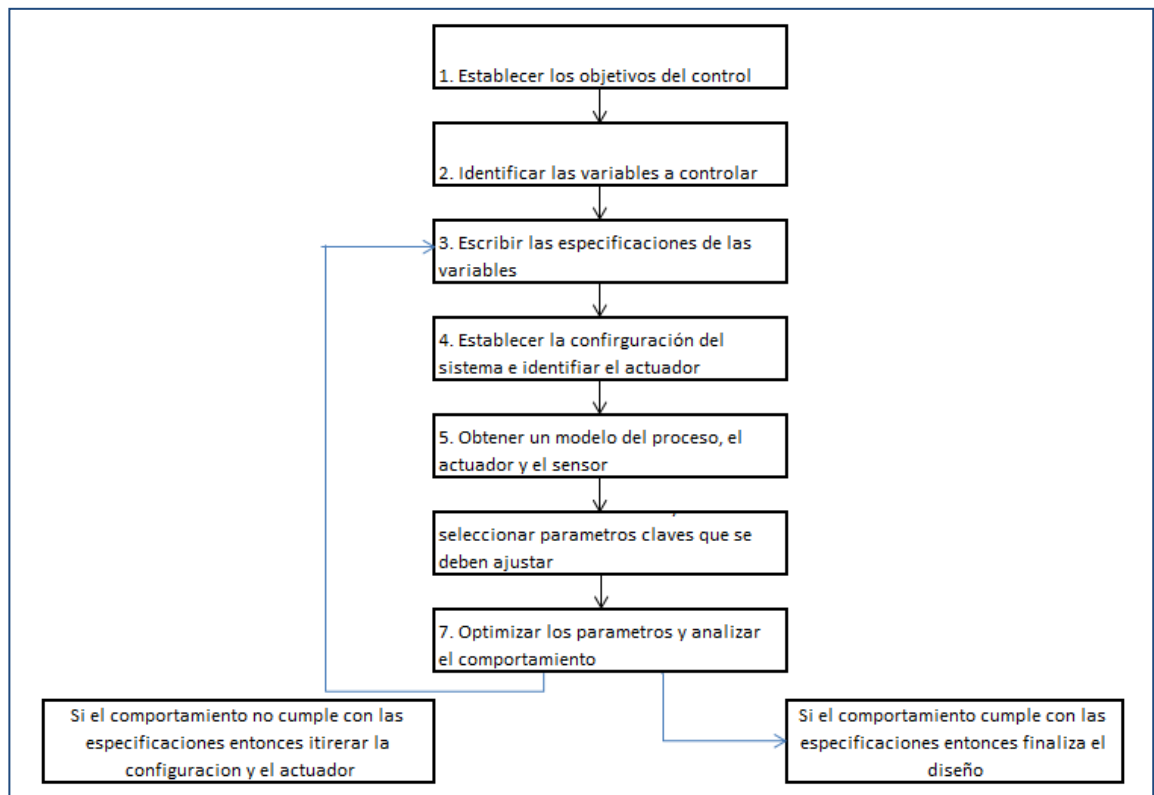 1. Establecer los objetivos del control
2. Identificar las variables a controlar
3. Escribir las especificaciones de las
variables
4. Establecer la confirguración del
sistema e identifiar el actuador
5. Obtener un modelo del proceso, el
actuador y el sensor
seleccionar parametros claves que se
deben ajustar
7. Optimizar los parametros y analizar
el comportamiento
Si el comportamiento no cumple con las
especificaciones entonces itirerar la
configuracion y el actuador
Si el comportamiento cumple con las
especificaciones entonces finaliza el
diseño